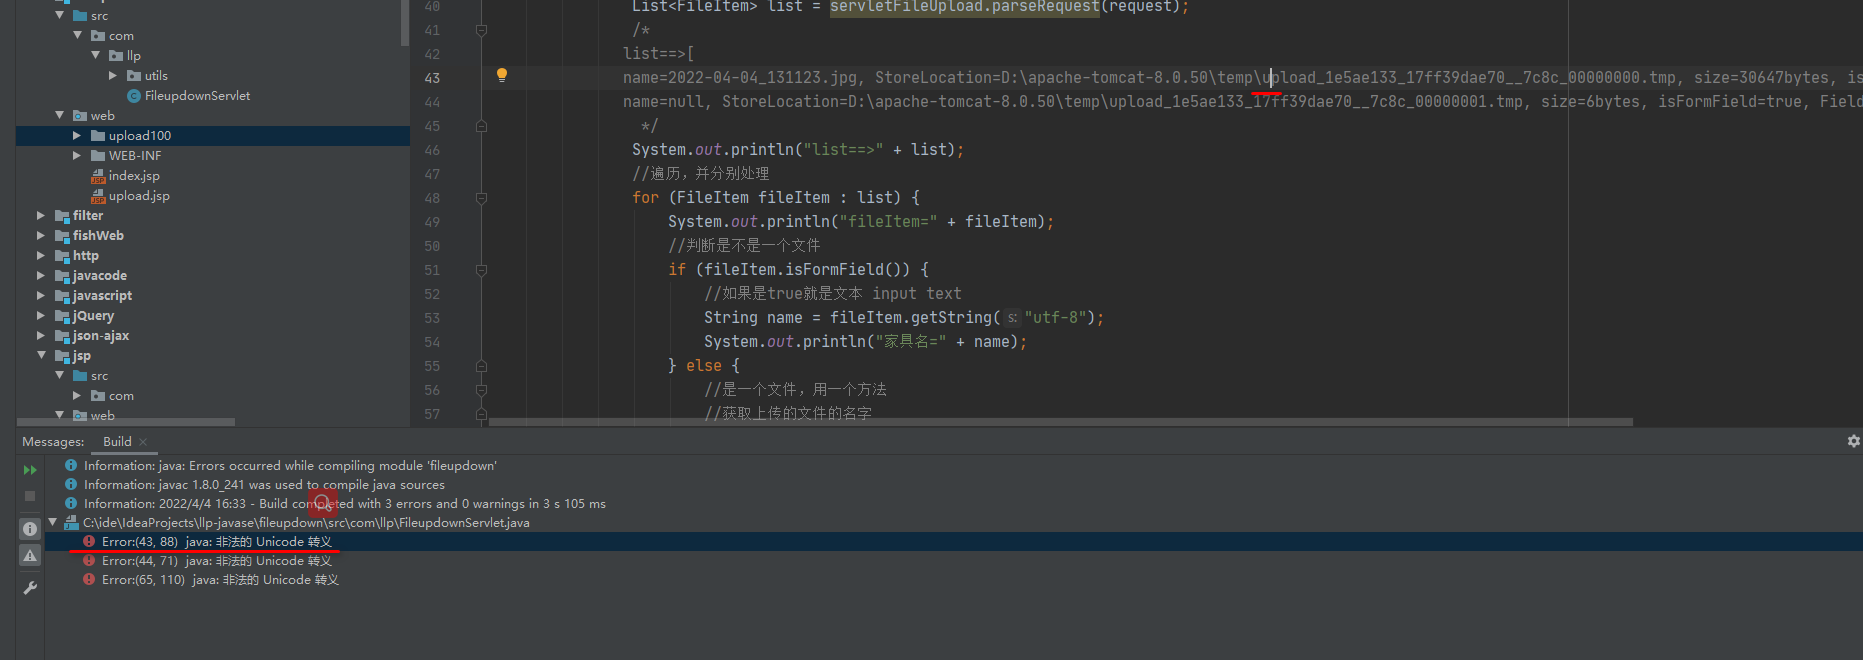 src
com
llp
utils
FileupdownServlet
web
upload100
WEB-INF
index.jsp
upload.jsp
filter
fishWeb
http
javacode
javascript
jQuery
json-ajax
jsp
src
com
web
40 List<FileItem> list = servletFileUpload.parseRequest(request);
41 /*
42 list==>[
43 name=2022-04-04_131123.jpg, StoreLocation=D:\apache-tomcat-8.0.50\temp\upload_1e5ae133_17ff39dae70__7c8c_00000000.tmp, size=30647bytes, is
44 name=null, StoreLocation=D:\apache-tomcat-8.0.50\temp\upload_1e5ae133_17ff39dae70__7c8c_00000001.tmp, size=6bytes, isFormField=true, Field
45 */
46 System.out.println("list==>" + list);
47 //遍历，并分别处理
48 for (FileItem fileItem : list) {
49 System.out.println("fileItem=" + fileItem);
50 //判断是不是一个文件
51 if (fileItem.isFormField()) {
52 //如果是true就是文本 input text
53 String name = fileItem.getString( s: "utf-8");
54 System.out.println("家具名=" + name);
55 } else {
56 //是一个文件，用一个方法
57 //获取上传的文件的名字
Messages: Build
Information: java: Errors occurred while compiling module 'fileupdown'
Information: javac 1.8.0_241 was used to compile java sources
Information: 2022/4/4 16:33 - Build completed with 3 errors and 0 warnings in 3 s 105 ms
C:\ide\IdeaProjects\llp-javase\fileupdown\src\com\llp\FileupdownServlet.java
Error:(43, 88) java: 非法的 Unicode 转义
Error:(44, 71) java: 非法的 Unicode 转义
Error:(65, 110) java: 非法的 Unicode 转义